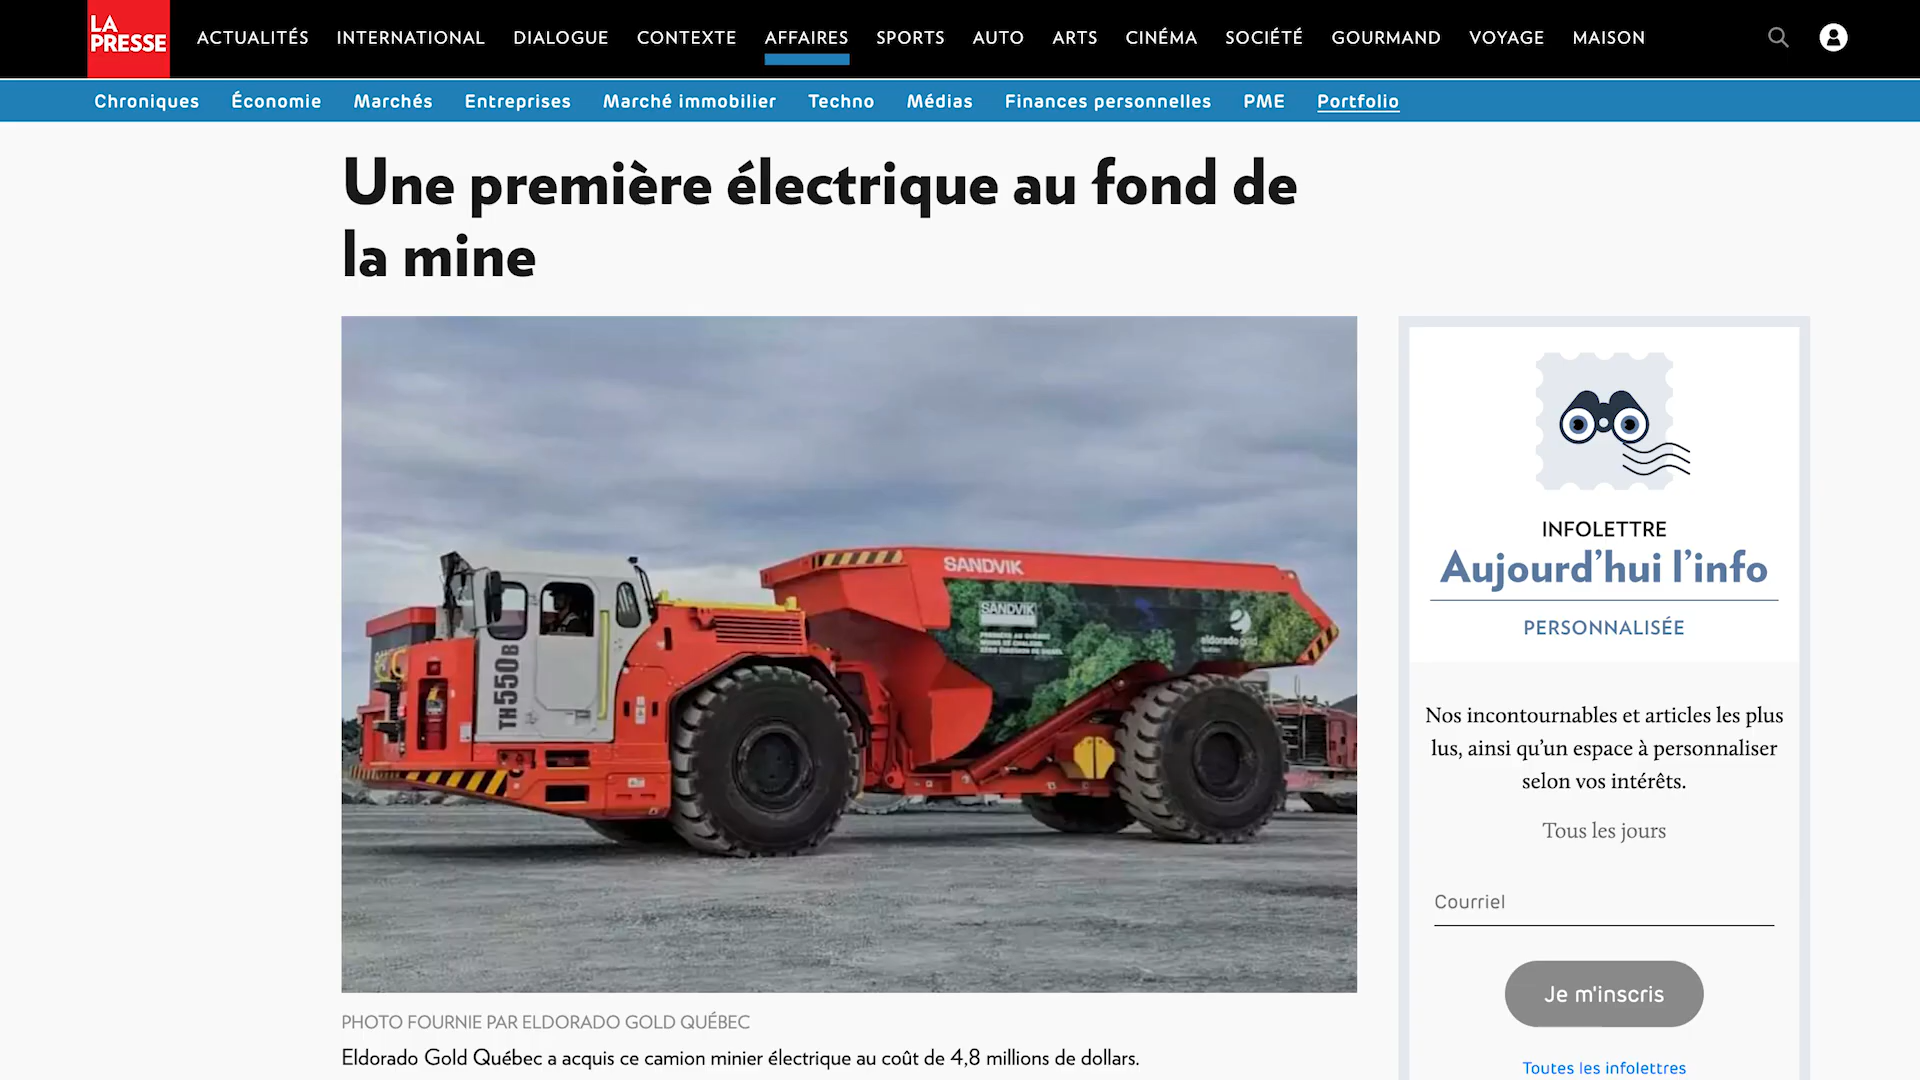 LA
PRESSE
ACTUALITÉS INTERNATIONAL DIALOGUE CONTEXTE AFFAIRES SPORTS AUTO ARTS CINÉMA SOCIÉTÉ GOURMAND VOYAGE MAISON
Chroniques Économie Marchés Entreprises Marché immobilier Techno Médias Finances personnelles PME Portfolio
Une première électrique au fond de
la mine
SANDVIK
SANDVIK
eldorado gold
TH550B
PHOTO FOURNIE PAR ELDORADO GOLD QUÉBEC
Eldorado Gold Québec a acquis ce camion minier électrique au coût de 4,8 millions de dollars.
INFOLETTRE
Aujourd’hui l’info
PERSONNALISÉE
Nos incontournables et articles les plus
lus, ainsi qu’un espace à personnaliser
selon vos intérêts.
Tous les jours
Courriel
Je m'inscris
Toutes les infolettres